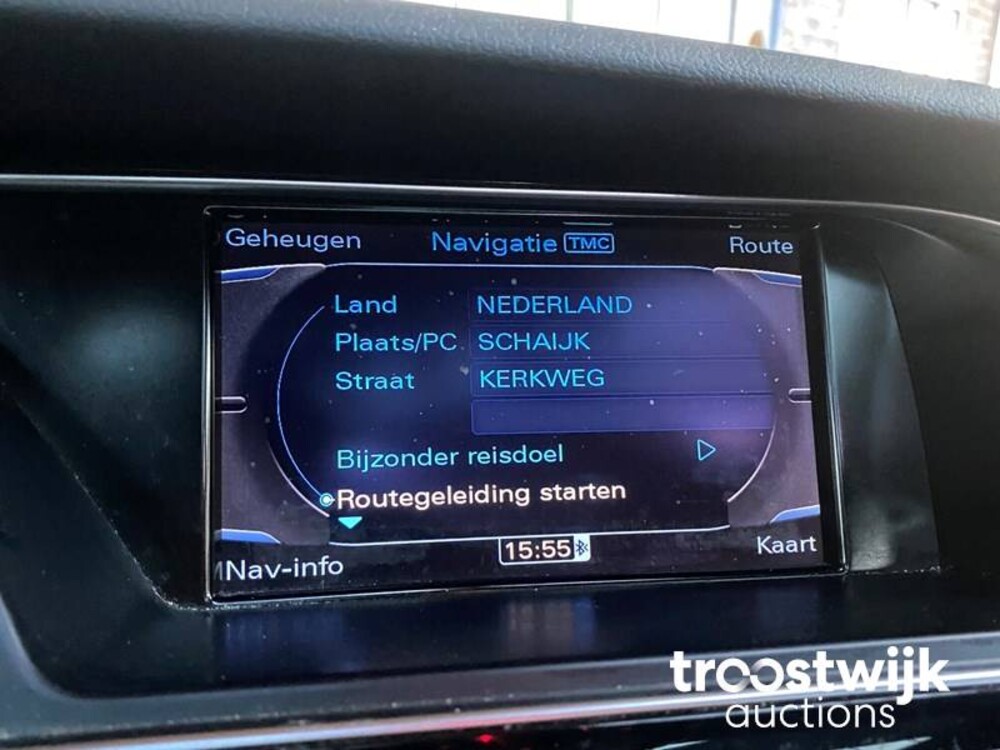 Geheugen Navigatie TMC Route
Land NEDERLAND
Plaats/PC SCHAIJK
Straat KERKWEG
Bijzonder reisdoel
Routegeleiding starten
Nav-info 15:55 Kaart
troostwijk
auctions